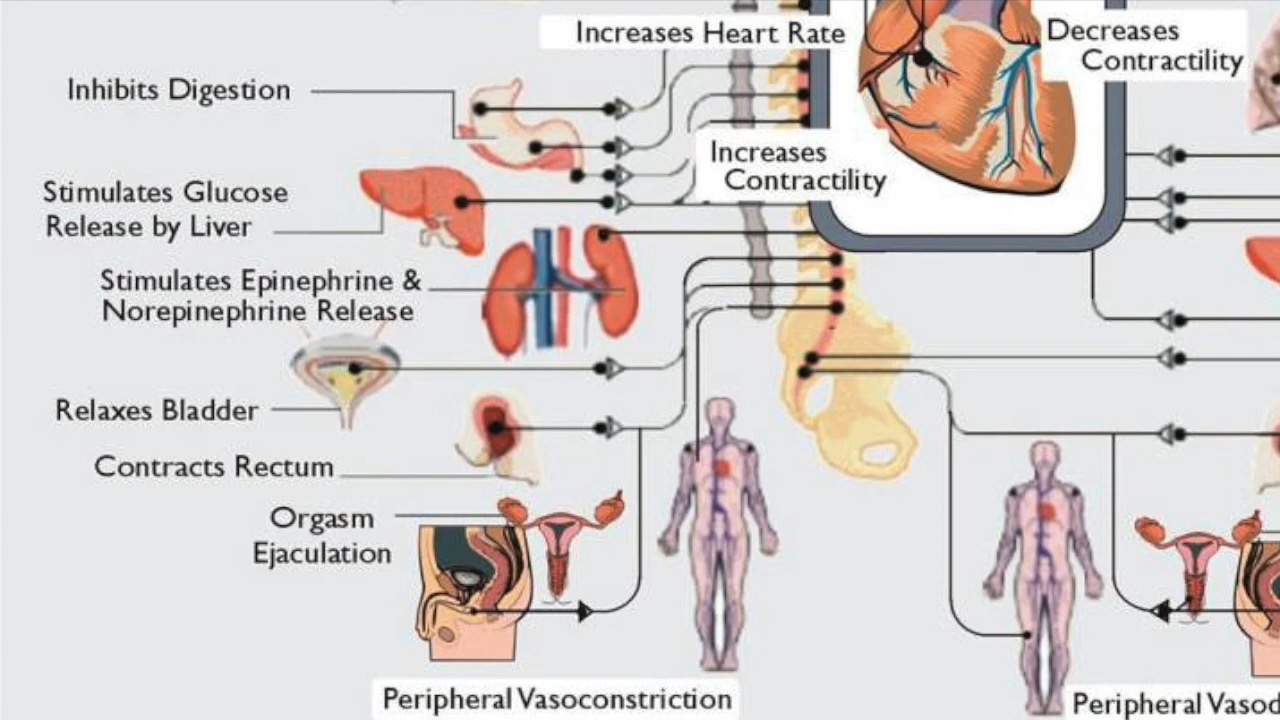 Increases Heart Rate
Decreases
Contractility
Inhibits Digestion
Increases
Contractility
Stimulates Glucose
Release by Liver
Stimulates Epinephrine &
Norepinephrine Release
Relaxes Bladder
Contracts Rectum
Orgasm
Ejaculation
Peripheral Vasoconstriction
Peripheral